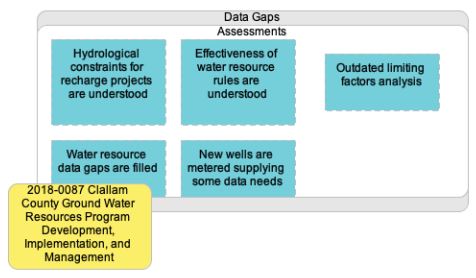 Data Gaps
Assessments
Hydrological
constraints for
recharge projects
are understood
Effectiveness of
water resource
rules are
understood
Outdated limiting
factors analysis
Water resource
data gaps are filled
New wells are
metered supplying
some data needs
2018-0087 Clallam
County Ground Water
Resources Program
Development,
Implementation, and
Management